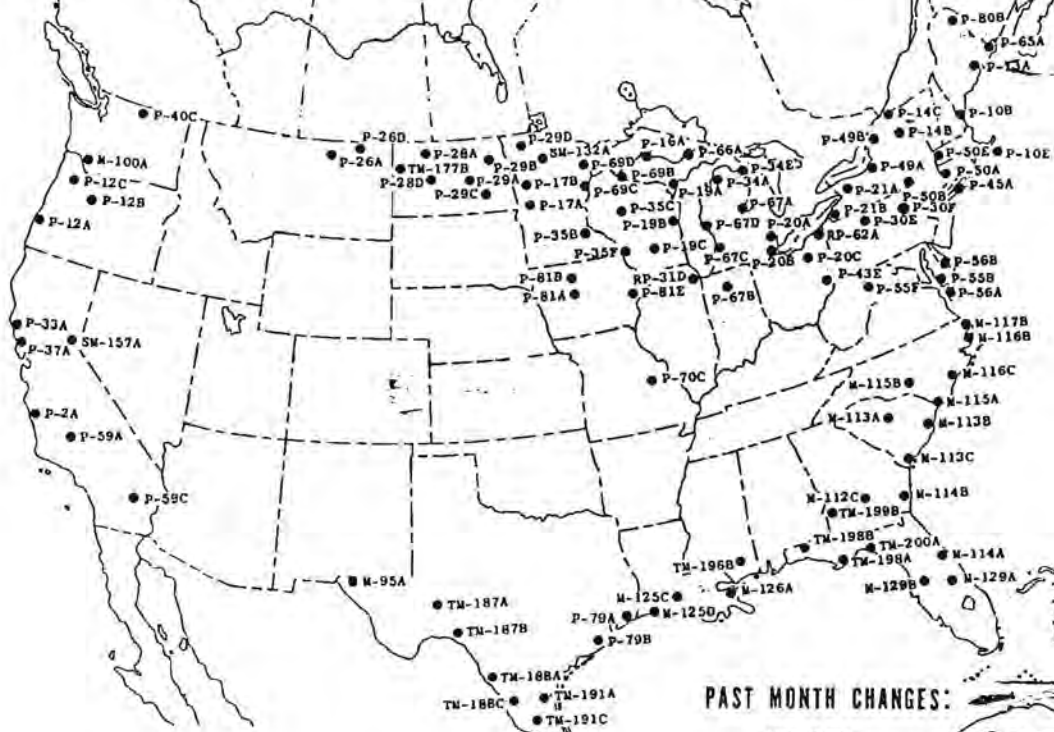 P-80B
P-65A
P-13A
P-40C
P-14C
P-10B
P-49B
P-14B
P-26D
P-29D
P-16A
P-66A
P-50E
P-10E
P-26A
P-28A
SM-132A
P-54E
M-100A
TM-177B
P-29B
P-69D
P-69B
P-34A
P-49A
P-50A
P-12C
P-28D
P-29A
P-17B
P-69C
P-19A
P-21A
P-50B
P-45A
P-12B
P-29C
P-17A
P-35C
P-67A
P-21B
P-30F
P-12A
P-19B
P-67D
P-20A
P-30E
P-35B
RP-62A
P-35F
P-19C
P-67C
P-20B
P-20C
P-56B
P-81B
RP-31D
P-43E
P-55B
P-81A
P-81E
P-67B
P-55F
P-56A
P-33A
M-117B
P-37A
SM-157A
M-116B
P-70C
M-116C
M-115B
M-115A
P-2A
M-113A
M-113B
P-59A
M-113C
P-59C
M-112C
M-114B
TM-199B
TM-198B
TM-200A
TM-196B
TM-198A
M-114A
M-95A
M-126A
M-129B
M-129A
M-125C
TM-187A
P-79A
M-125D
TM-187B
P-79B
TM-188A
TM-188C
TM-191A
PAST MONTH CHANGES:
TM-191C